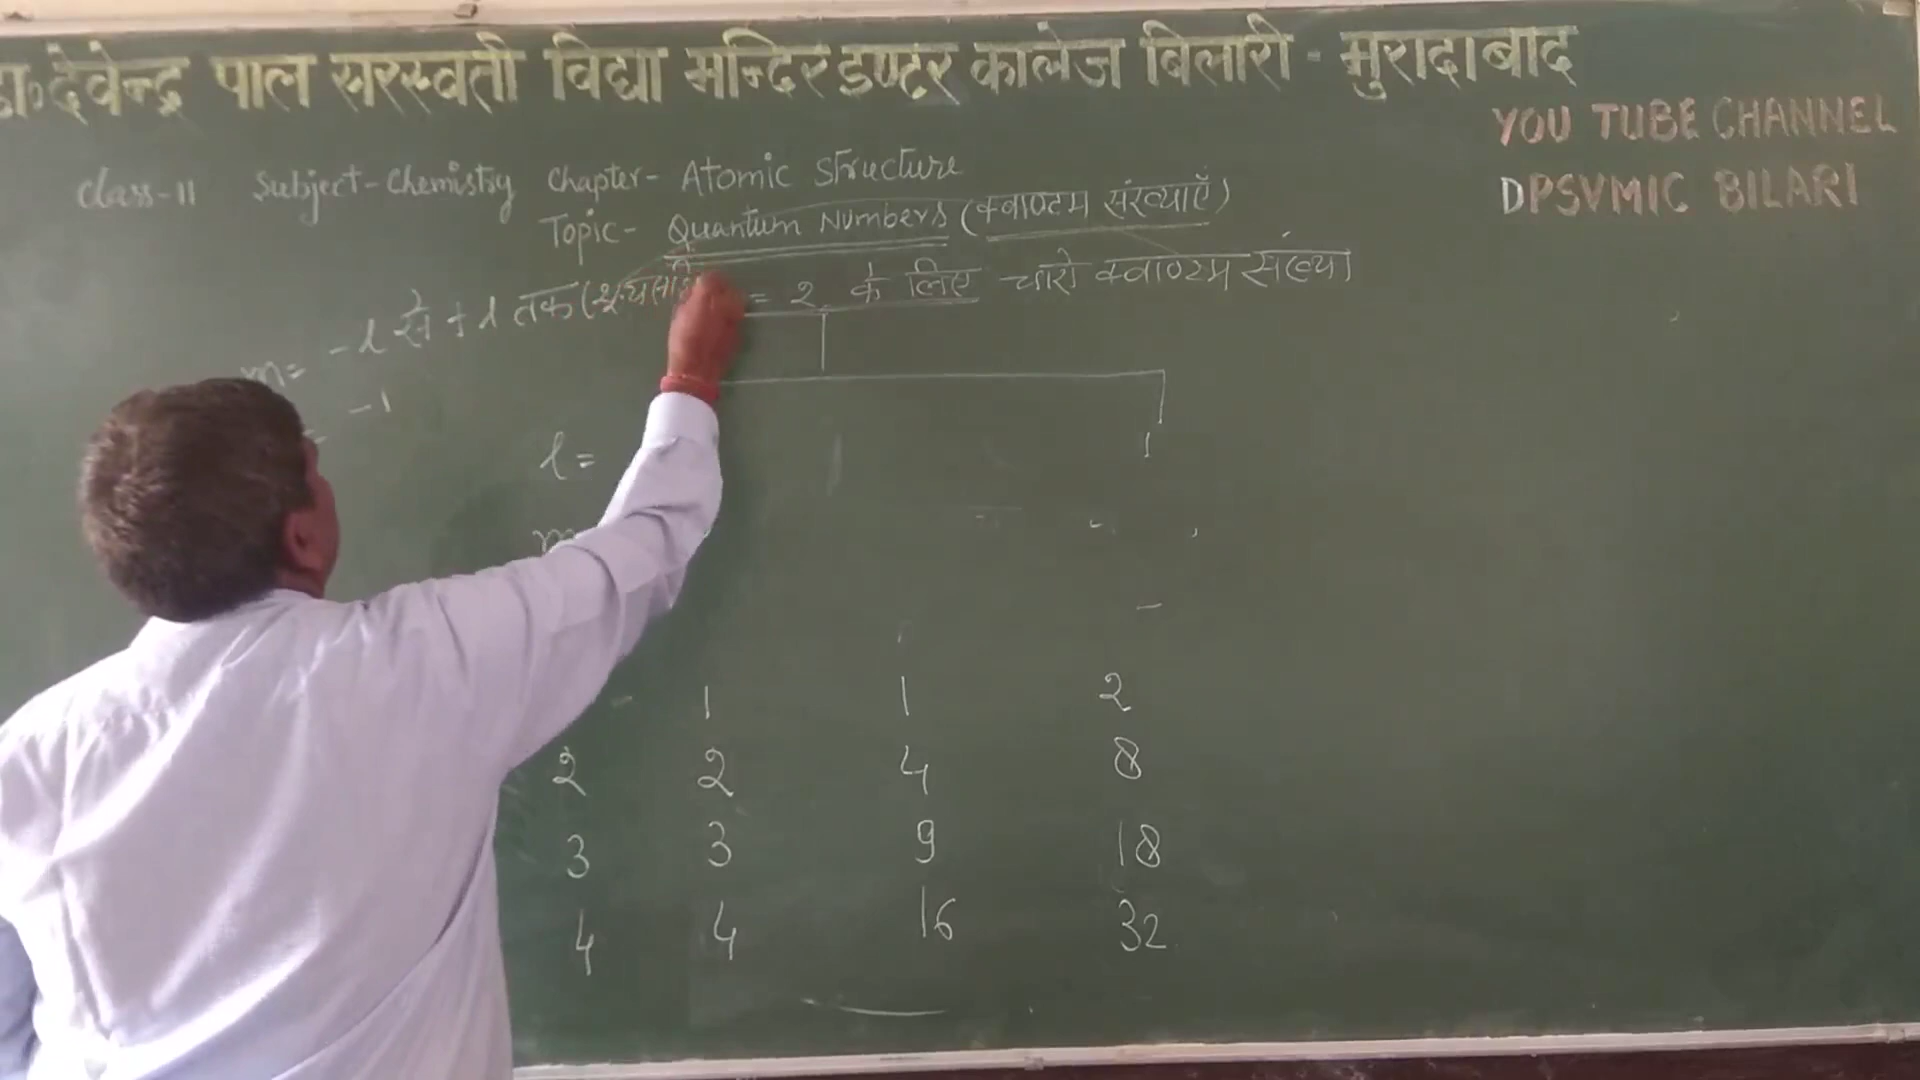 डा० देवेन्द्र पाल सरस्वती विद्या मन्दिर इण्टर कालेज बिलारी - मुरादाबाद
YOU TUBE CHANNEL
DPSVMIC BILARI
Class-11 Subject-Chemistry Chapter- Atomic Structure
Topic- Quantum Numbers (क्वाण्टम संख्याएँ)
= 2 के लिए चारो क्वाण्टम संख्या
m= -l से +l तक (शून्य
= -1
l= 1
m
1 1 2
2 2 4 8
3 3 9 18
4 4 16 32